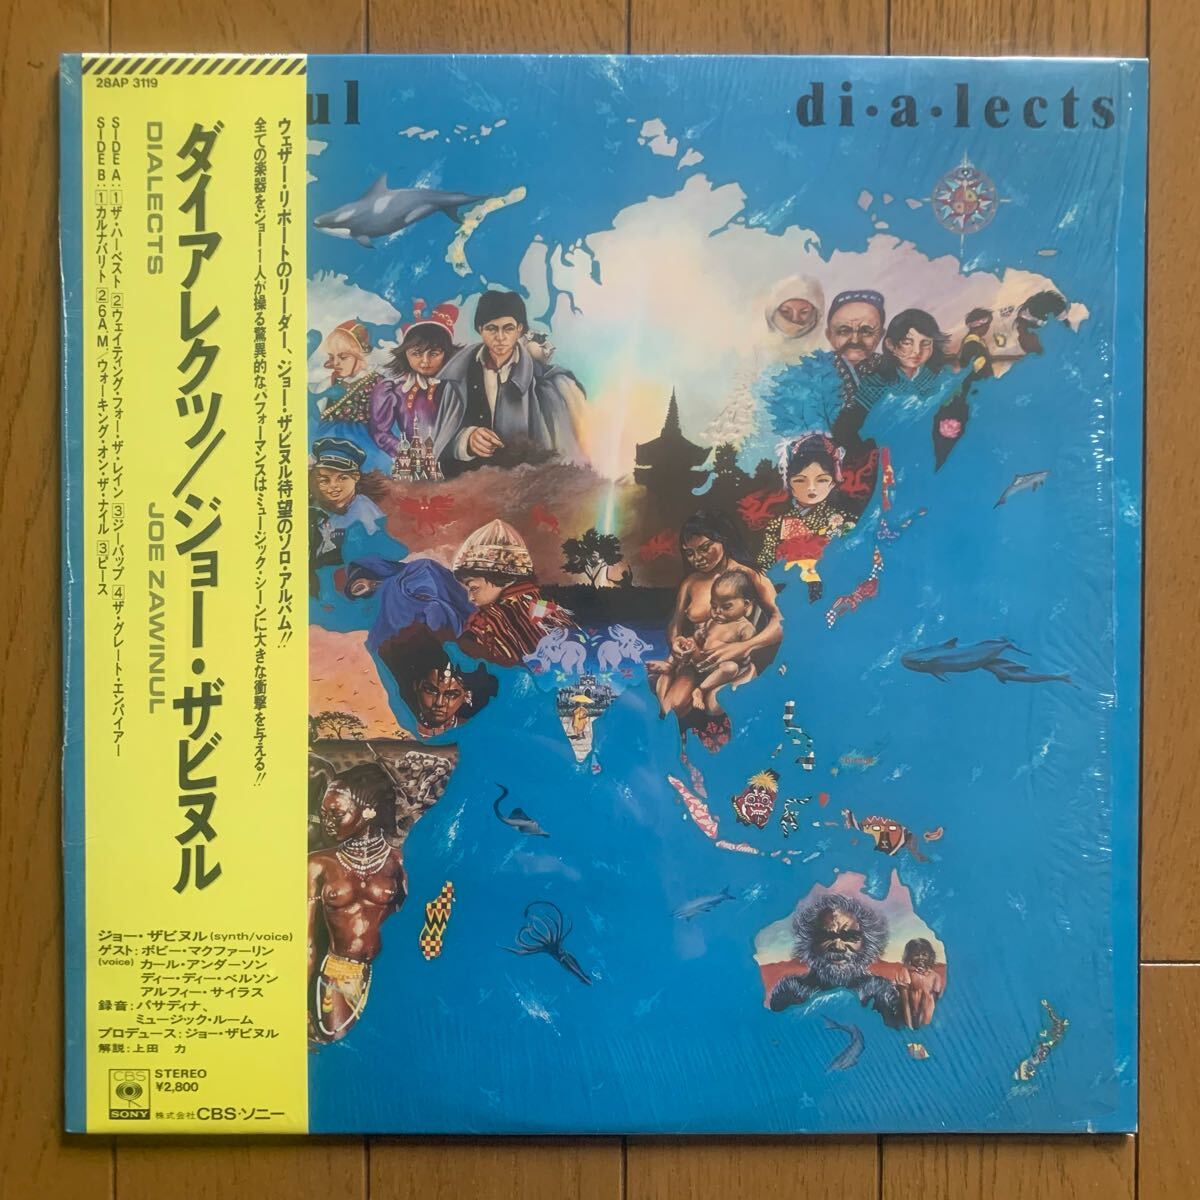 28AP 3119
ul
di・a・lects
ウェザー・リポートのリーダー、ジョー・ザビヌル待望のソロ・アルバム!!
全ての楽器をジョー1人が操る驚異的なパフォーマンスはミュージック・シーンに大きな衝撃を与える!!
ダイアレクツ/ジョー・ザビヌル
DIALECTS JOE ZAWINUL
SIDE A: 1 ザ・ハーベスト 2 ウェイティング・フォー・ザ・レイン 3 ジーバップ 4 ザ・グレート・エンパイアー
SIDE B: 1 カルナバリト 2 6A.M./ウォーキング・オン・ザ・ナイル 3 ピース
ジョー・ザビヌル(synth/voice)
ゲスト:ボビー・マクファーリン
(voice) カール・アンダーソン
ディー・ディー・ベルソン
アルフィー・サイラス
録音:パサディナ、
ミュージック・ルーム
プロデュース:ジョー・ザビヌル
解説:上田 力
CBS
SONY
STEREO
¥2,800
株式会社CBS・ソニー